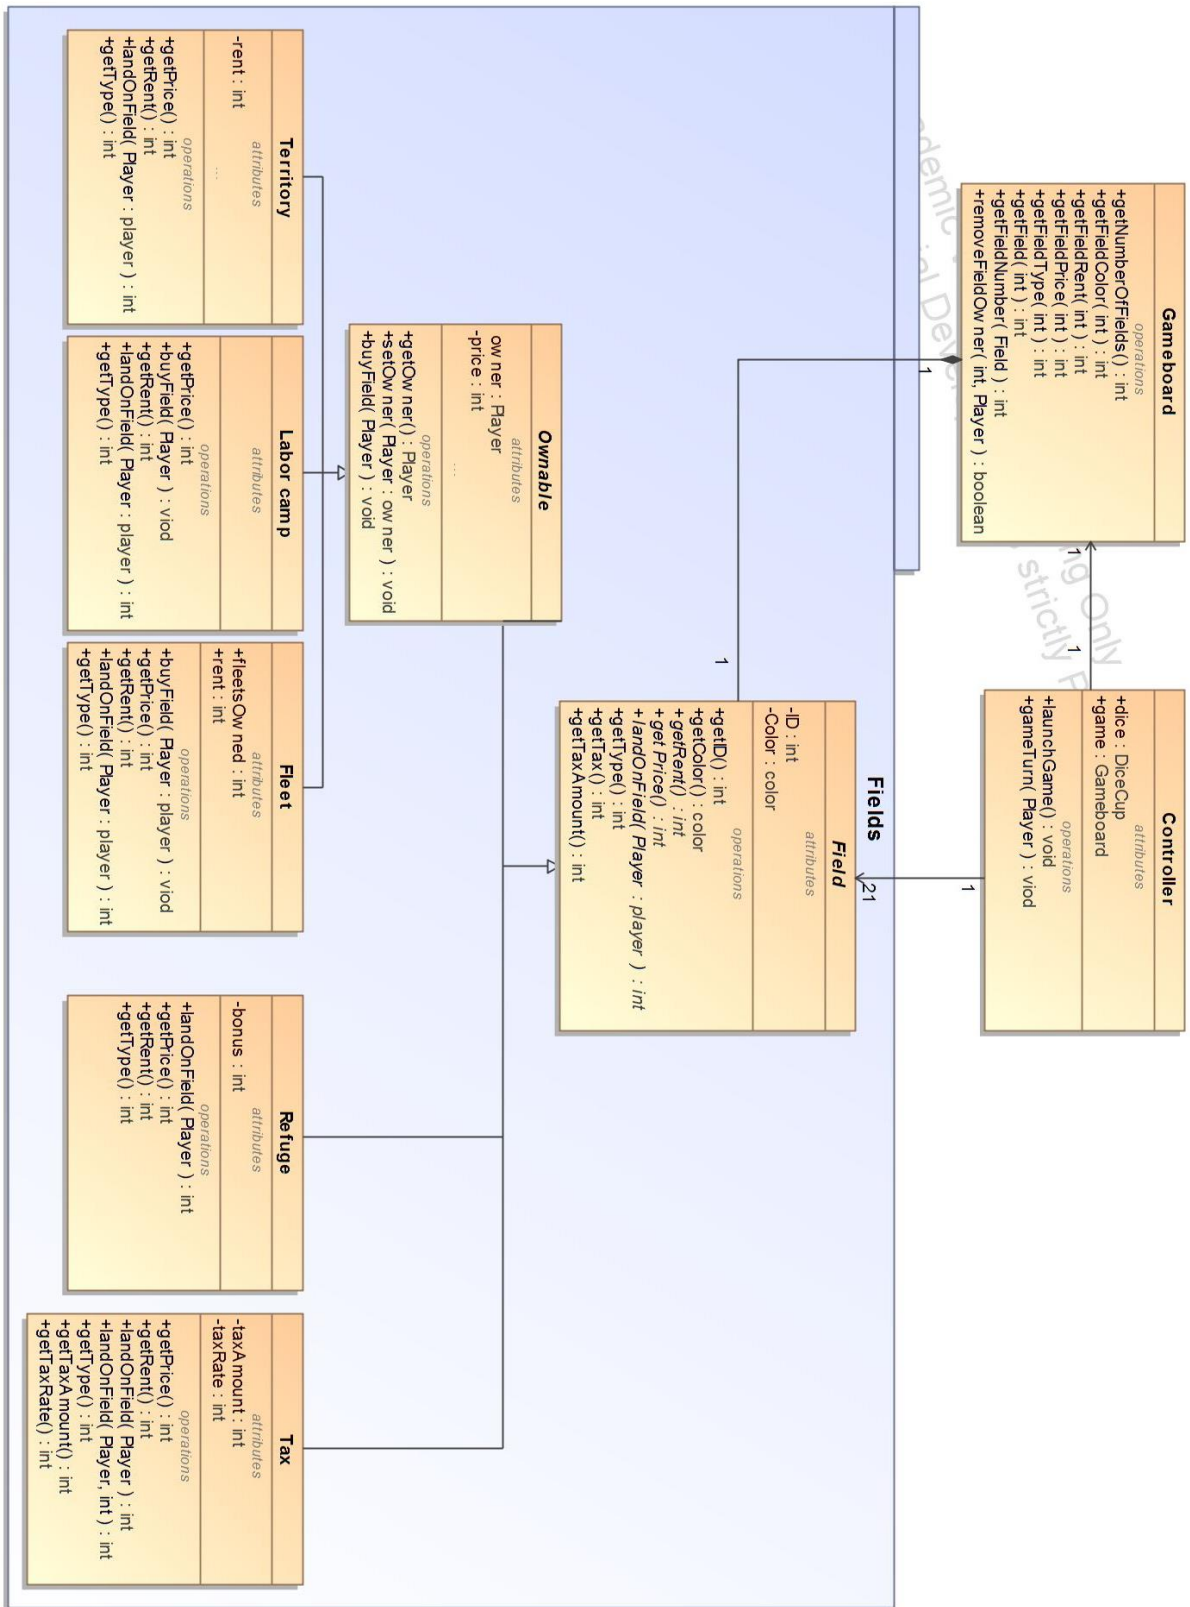 Gameboard
operations
+getNumberOfFields() : int
+getFieldColor( int ) : int
+getFieldRent( int ) : int
+getFieldPrice( int ) : int
+getFieldType( int ) : int
+getField( int ) : int
+getFieldNumber( Field ) : int
+removeFieldOwner( int, Player ) : boolean
1
1
Controller
attributes
+dice : DiceCup
+game : Gameboard
operations
+launchGame() : void
+gameTurn( Player ) : viod
ing Only
strictly
1
21
1
1
Fields
Field
attributes
-ID : int
-Color : color
operations
+getID() : int
+getColor() : color
+getRent() : int
+getPrice() : int
+landOnField( Player : player ) : int
+getType() : int
+getTax() : int
+getTaxAmount() : int
Ownable
attributes
owner : Player
-price : int
...
operations
+getOwner() : Player
+setOwner( Player : owner ) : void
+buyField( Player ) : void
Territory
attributes
-rent : int
...
operations
+getPrice() : int
+getRent() : int
+landOnField( Player : player ) : int
+getType() : int
Labor camp
attributes
operations
+getPrice() : int
+buyField( Player ) : viod
+getRent() : int
+landOnField( Player : player ) : int
+getType() : int
Fleet
attributes
+fleetsOwned : int
+rent : int
operations
+buyField( Player : player ) : viod
+getPrice() : int
+getRent() : int
+landOnField( Player : player ) : int
+getType() : int
Refuge
attributes
-bonus : int
operations
+landOnField( Player ) : int
+getPrice() : int
+getRent() : int
+getType() : int
Tax
attributes
-taxAmount : int
-taxRate : int
operations
+getPrice() : int
+getRent() : int
+landOnField( Player ) : int
+landOnField( Player, int ) : int
+getType() : int
+getTaxAmount() : int
+getTaxRate() : int